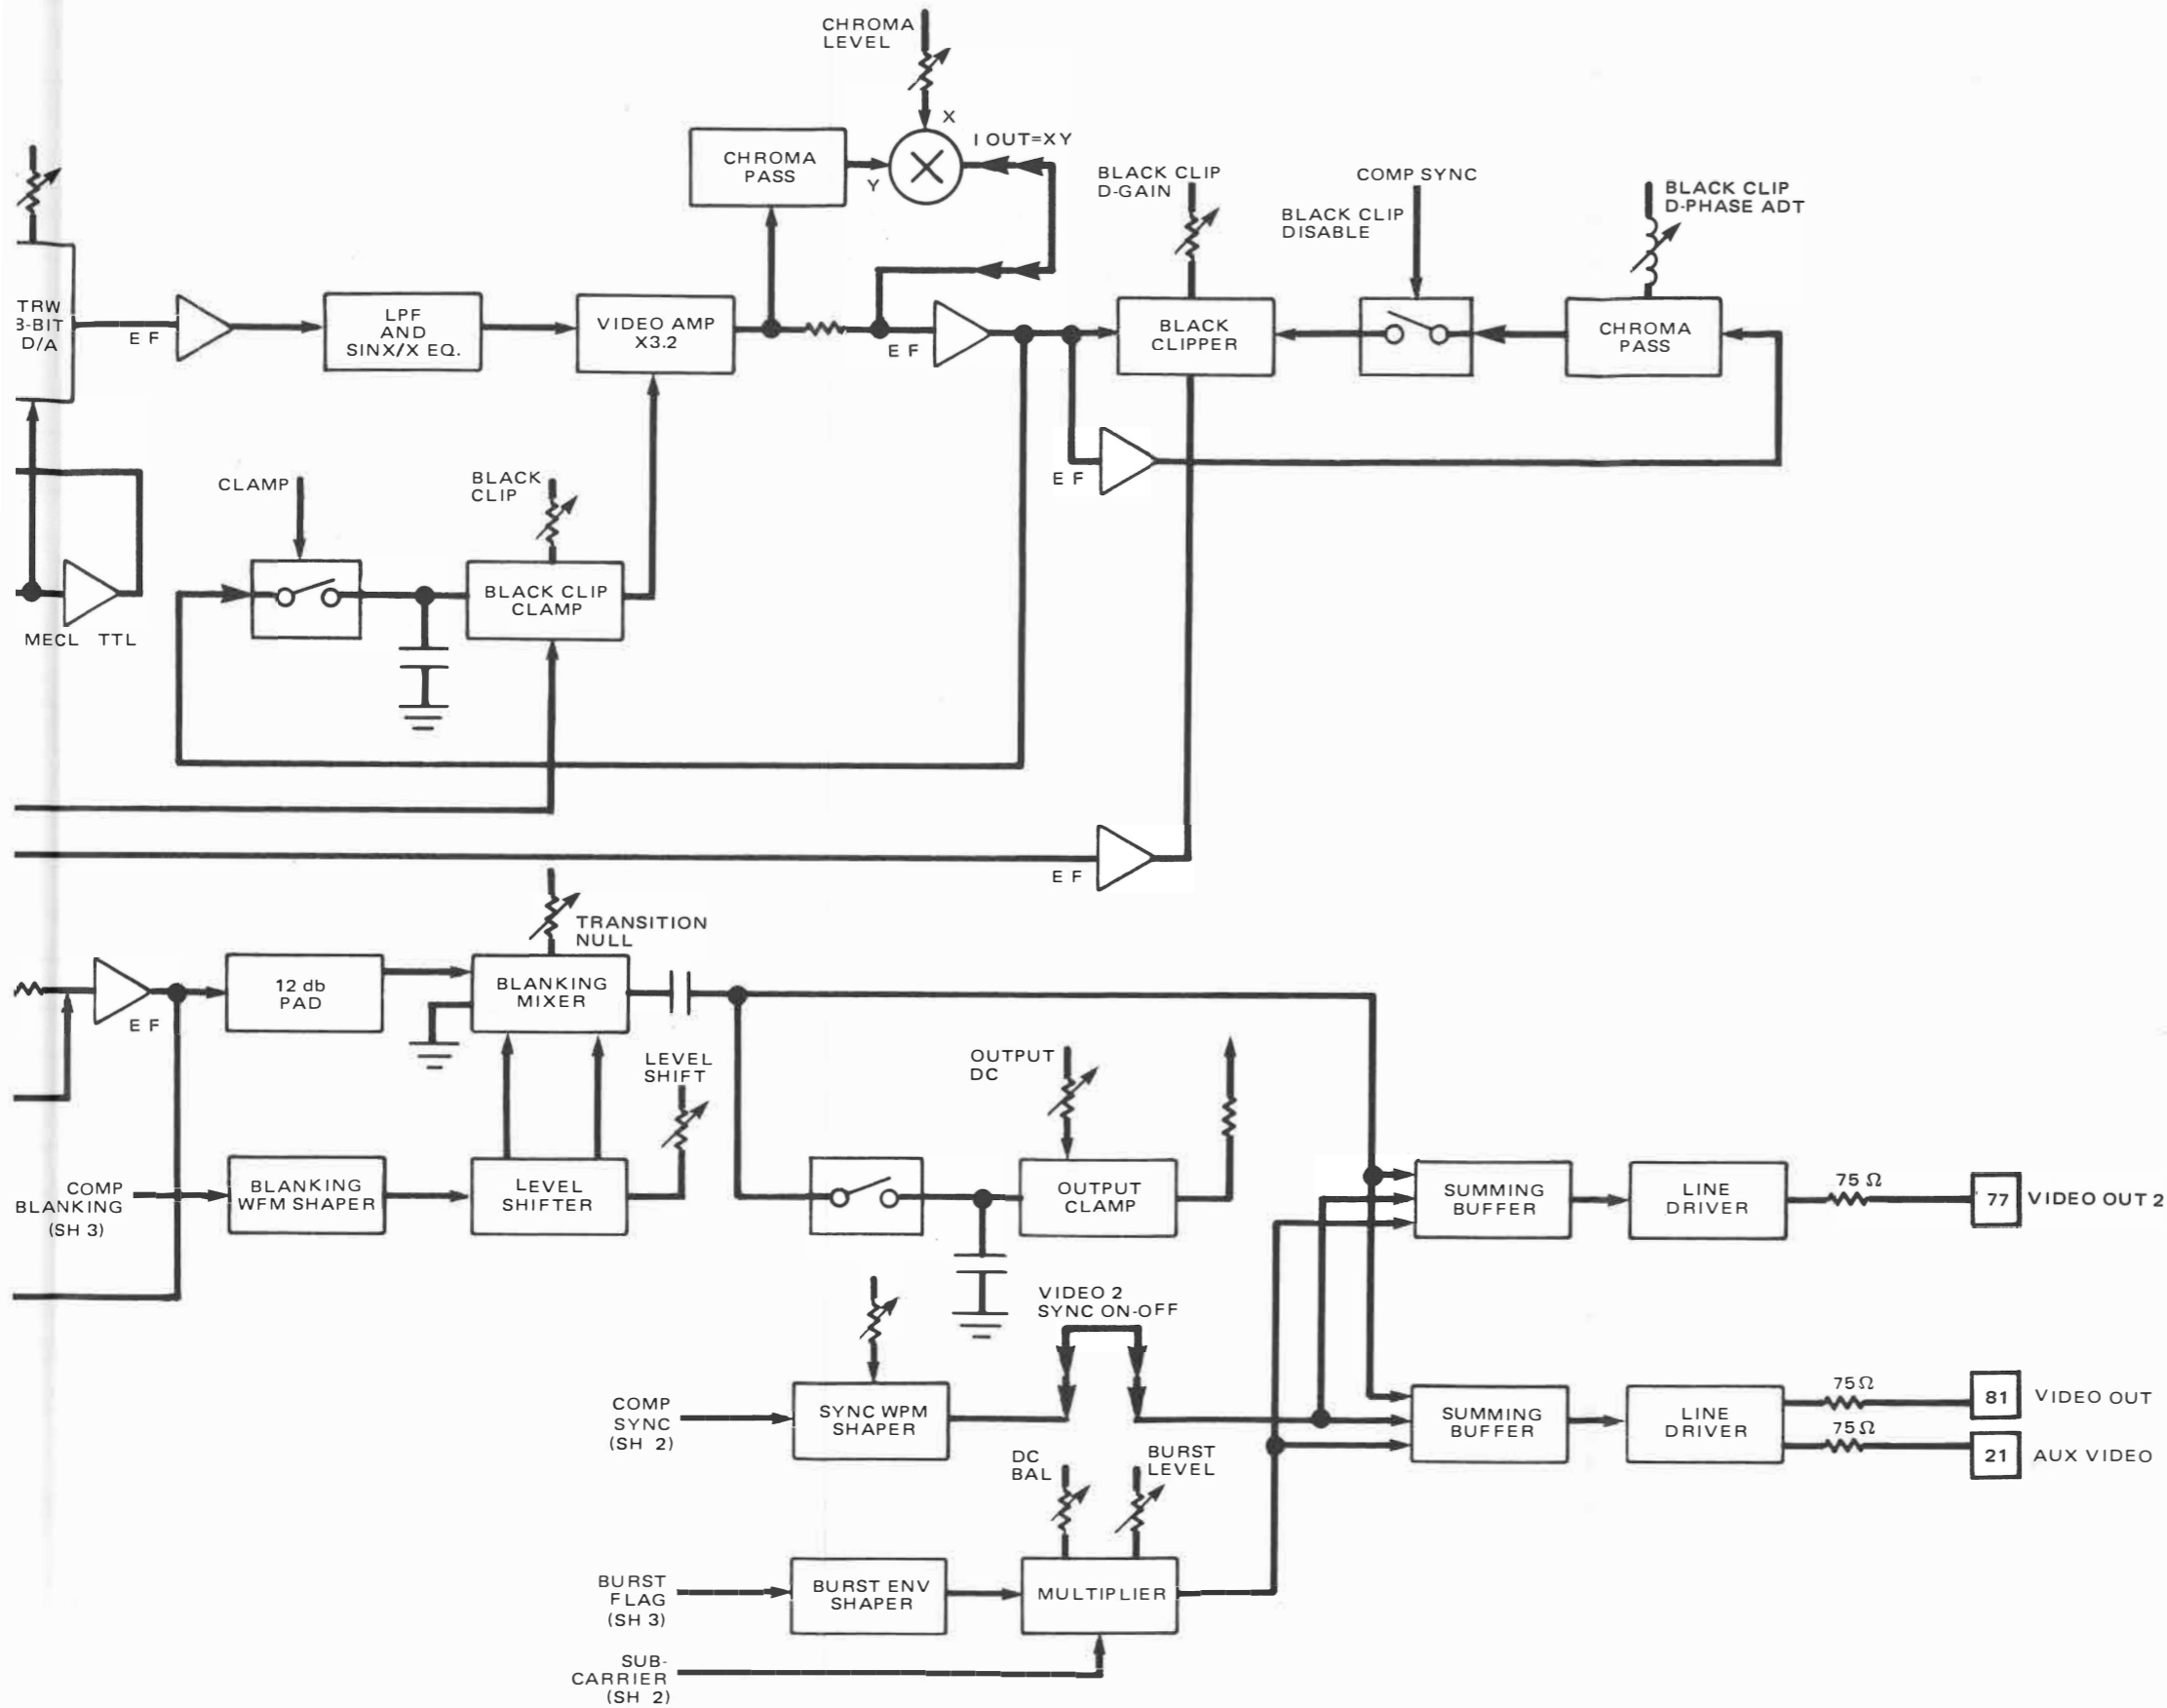 CHROMA
LEVEL
X
I OUT=XY
CHROMA
PASS
Y
BLACK CLIP
D-GAIN
COMP SYNC
BLACK CLIP
DISABLE
BLACK CLIP
D-PHASE ADT
TRW
-BIT
D/A
E F
LPF
AND
SINX/X EQ.
VIDEO AMP
X3.2
E F
BLACK
CLIPPER
CHROMA
PASS
E F
CLAMP
BLACK
CLIP
BLACK CLIP
CLAMP
MECL TTL
E F
TRANSITION
NULL
E F
12 db
PAD
BLANKING
MIXER
LEVEL
SHIFT
OUTPUT
DC
COMP
BLANKING
(SH 3)
BLANKING
WFM SHAPER
LEVEL
SHIFTER
OUTPUT
CLAMP
SUMMING
BUFFER
LINE
DRIVER
75 Ω
77
VIDEO OUT 2
VIDEO 2
SYNC ON-OFF
COMP
SYNC
(SH 2)
SYNC WPM
SHAPER
SUMMING
BUFFER
LINE
DRIVER
75Ω
81
VIDEO OUT
75Ω
21
AUX VIDEO
DC
BAL
BURST
LEVEL
BURST
FLAG
(SH 3)
BURST ENV
SHAPER
MULTIPLIER
SUB-
CARRIER
(SH 2)